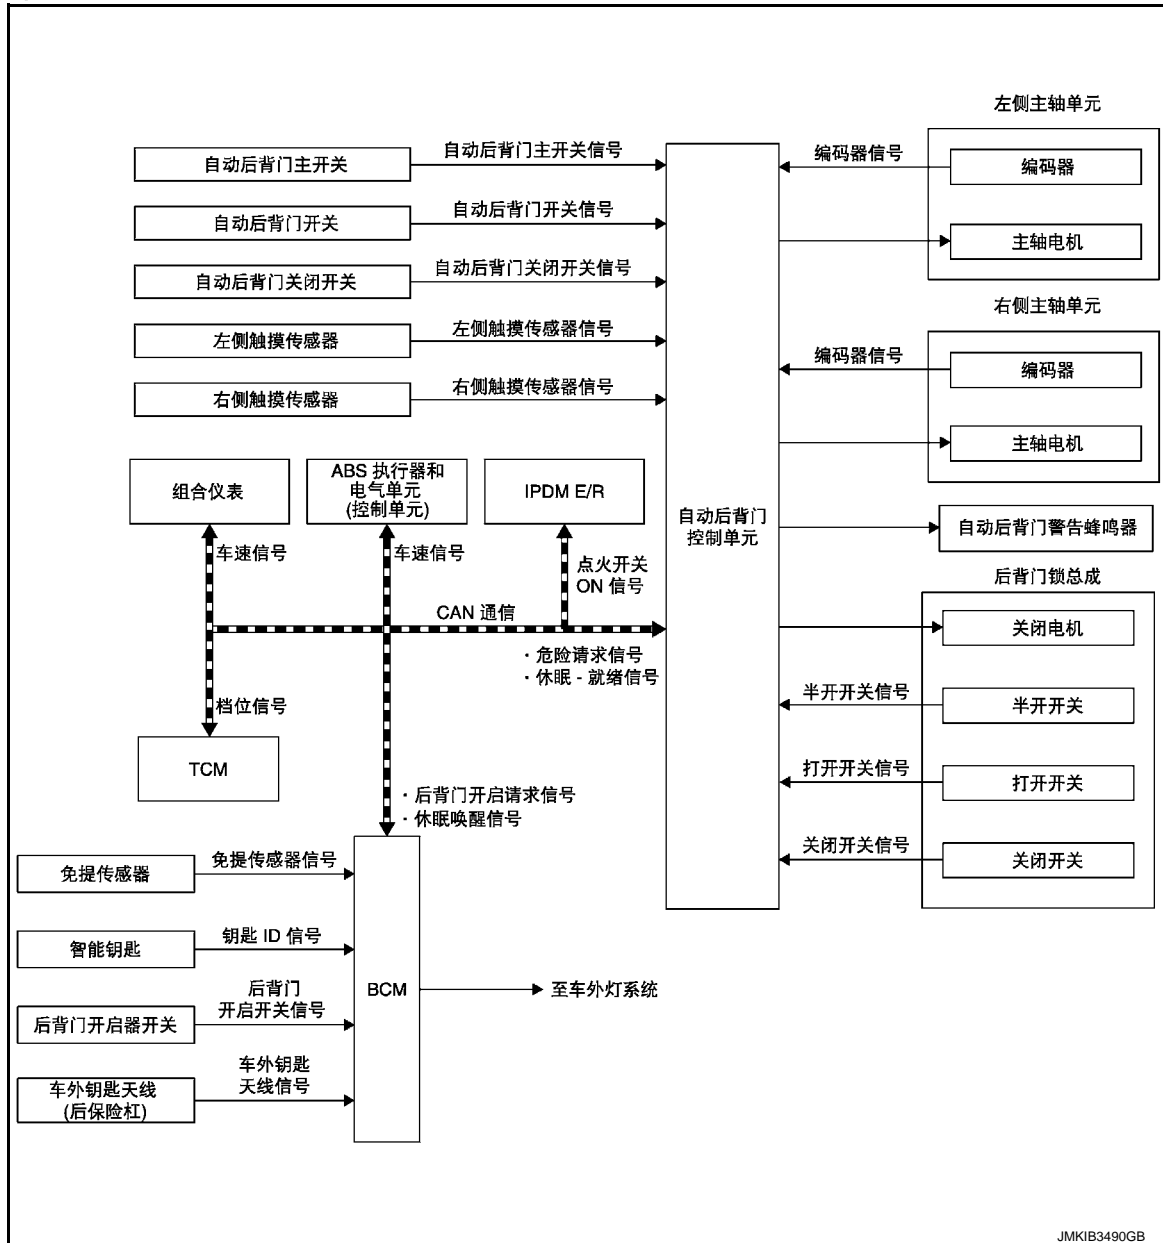 左侧主轴单元
自动后背门主开关
自动后背门主开关信号
编码器信号
编码器
自动后背门开关
自动后背门开关信号
主轴电机
自动后背门关闭开关
自动后背门关闭开关信号
右侧主轴单元
左侧触摸传感器
左侧触摸传感器信号
编码器信号
编码器
右侧触摸传感器
右侧触摸传感器信号
主轴电机
组合仪表
ABS 执行器和
电气单元
(控制单元)
IPDM E/R
自动后背门
控制单元
自动后背门警告蜂鸣器
车速信号
车速信号
点火开关
ON 信号
后背门锁总成
CAN 通信
关闭电机
· 危险请求信号
· 休眠 - 就绪信号
半开开关信号
半开开关
档位信号
TCM
打开开关信号
打开开关
· 后背门开启请求信号
· 休眠唤醒信号
关闭开关信号
关闭开关
免提传感器
免提传感器信号
智能钥匙
钥匙 ID 信号
BCM
至车外灯系统
后背门开启器开关
后背门
开启开关信号
车外钥匙天线
(后保险杠)
车外钥匙
天线信号
JMKIB3490GB